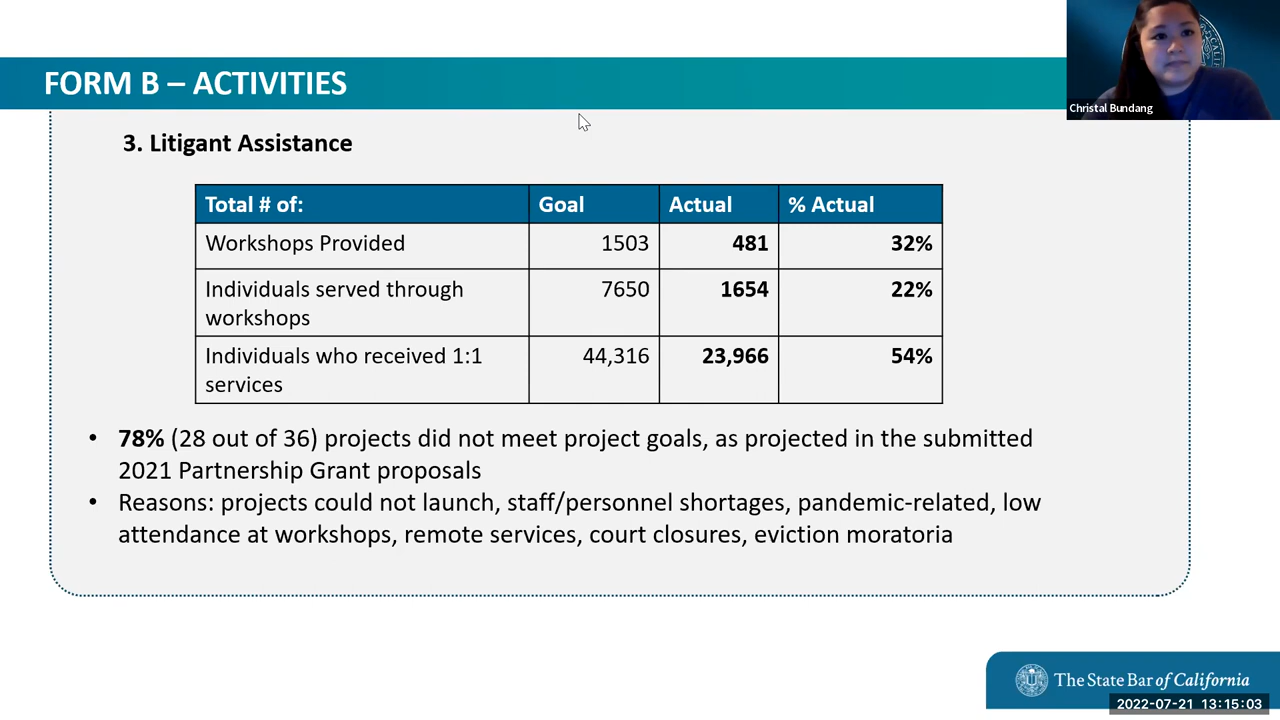 FORM B – ACTIVITIES
Christal Bundang
3. Litigant Assistance
Total # of: Goal Actual % Actual
Workshops Provided 1503 481 32%
Individuals served through
workshops 7650 1654 22%
Individuals who received 1:1
services 44,316 23,966 54%
• 78% (28 out of 36) projects did not meet project goals, as projected in the submitted
2021 Partnership Grant proposals
• Reasons: projects could not launch, staff/personnel shortages, pandemic-related, low
attendance at workshops, remote services, court closures, eviction moratoria
The State Bar of California
2022-07-21 13:15:03